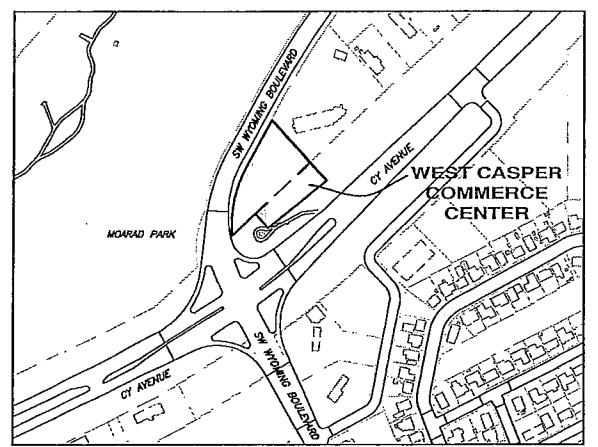 SW WYOMING BOULEVARD
CY AVENUE
WEST CASPER
COMMERCE
CENTER
MOARAD PARK
SW WYOMING BOULEVARD
CY AVENUE